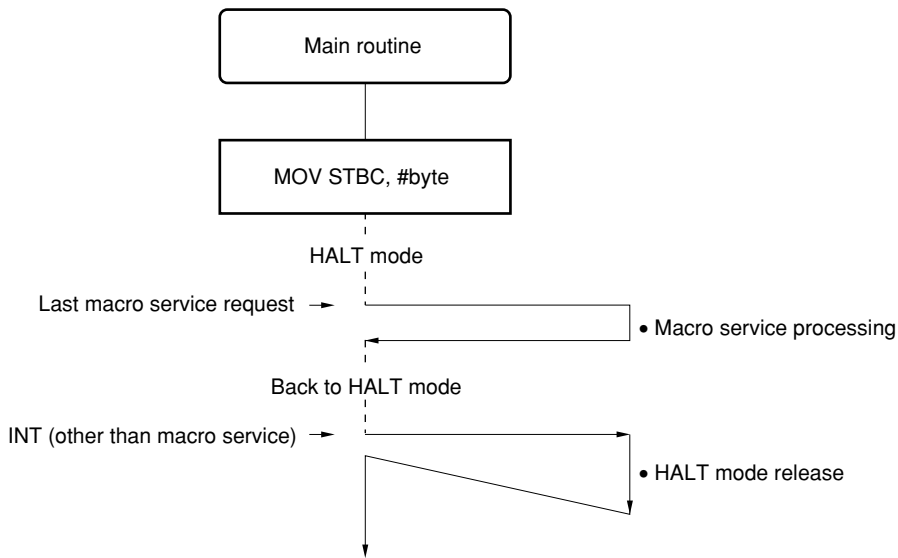 Main routine
MOV STBC, #byte
HALT mode
Last macro service request
• Macro service processing
Back to HALT mode
INT (other than macro service)
• HALT mode release